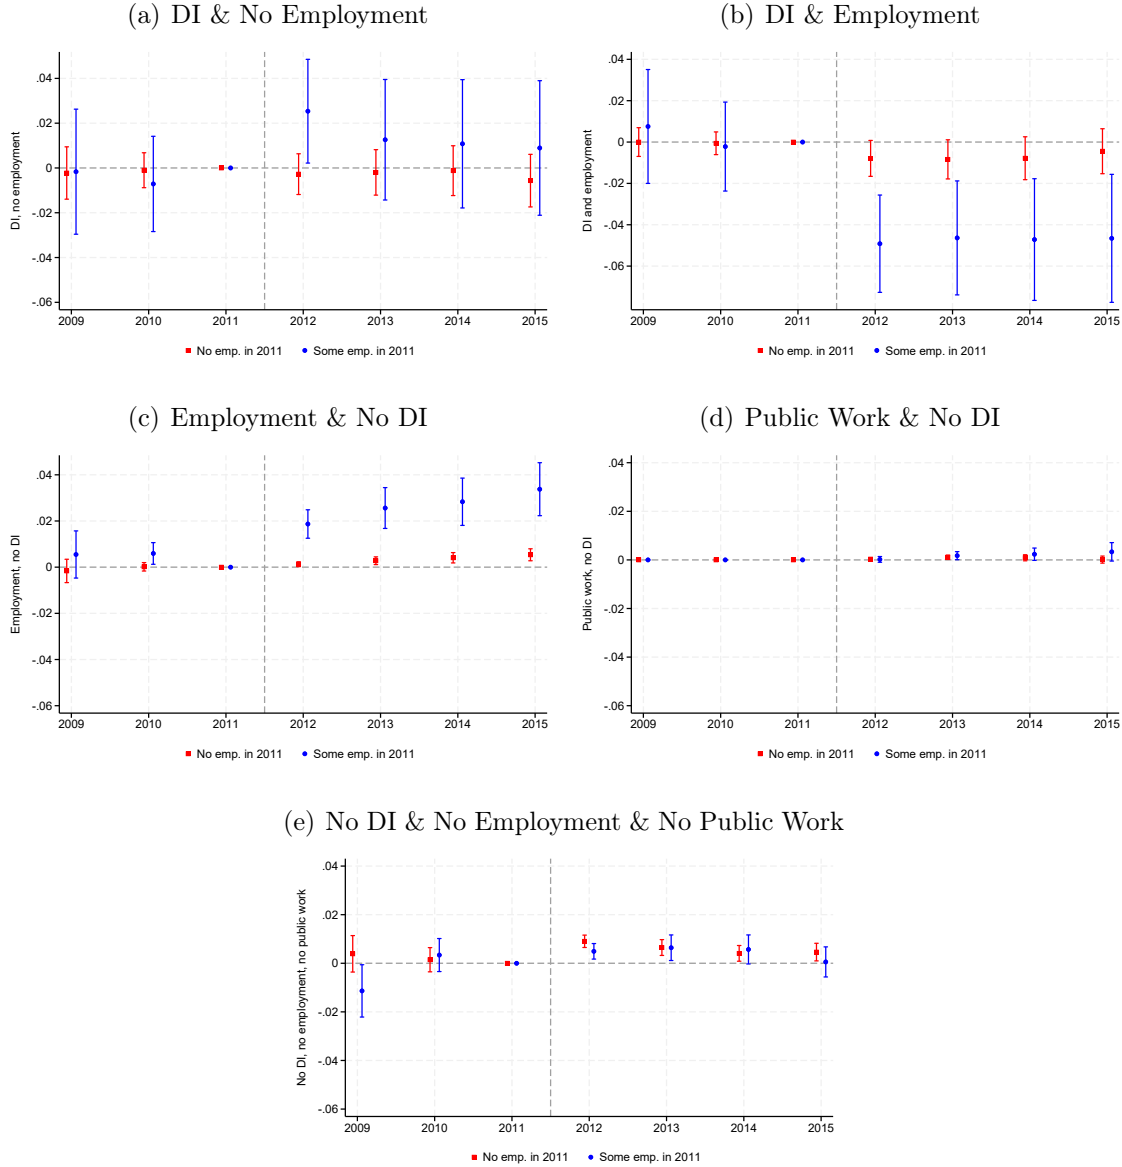 (a) DI & No Employment
DI, no employment
.04
.02
0
-.02
-.04
-.06
2009 2010 2011 2012 2013 2014 2015
No emp. in 2011 Some emp. in 2011
(b) DI & Employment
DI and employment
.04
.02
0
-.02
-.04
-.06
2009 2010 2011 2012 2013 2014 2015
No emp. in 2011 Some emp. in 2011
(c) Employment & No DI
Employment, no DI
.04
.02
0
-.02
-.04
-.06
2009 2010 2011 2012 2013 2014 2015
No emp. in 2011 Some emp. in 2011
(d) Public Work & No DI
Public work, no DI
.04
.02
0
-.02
-.04
-.06
2009 2010 2011 2012 2013 2014 2015
No emp. in 2011 Some emp. in 2011
(e) No DI & No Employment & No Public Work
No DI, no employment, no public work
.04
.02
0
-.02
-.04
-.06
2009 2010 2011 2012 2013 2014 2015
No emp. in 2011 Some emp. in 2011